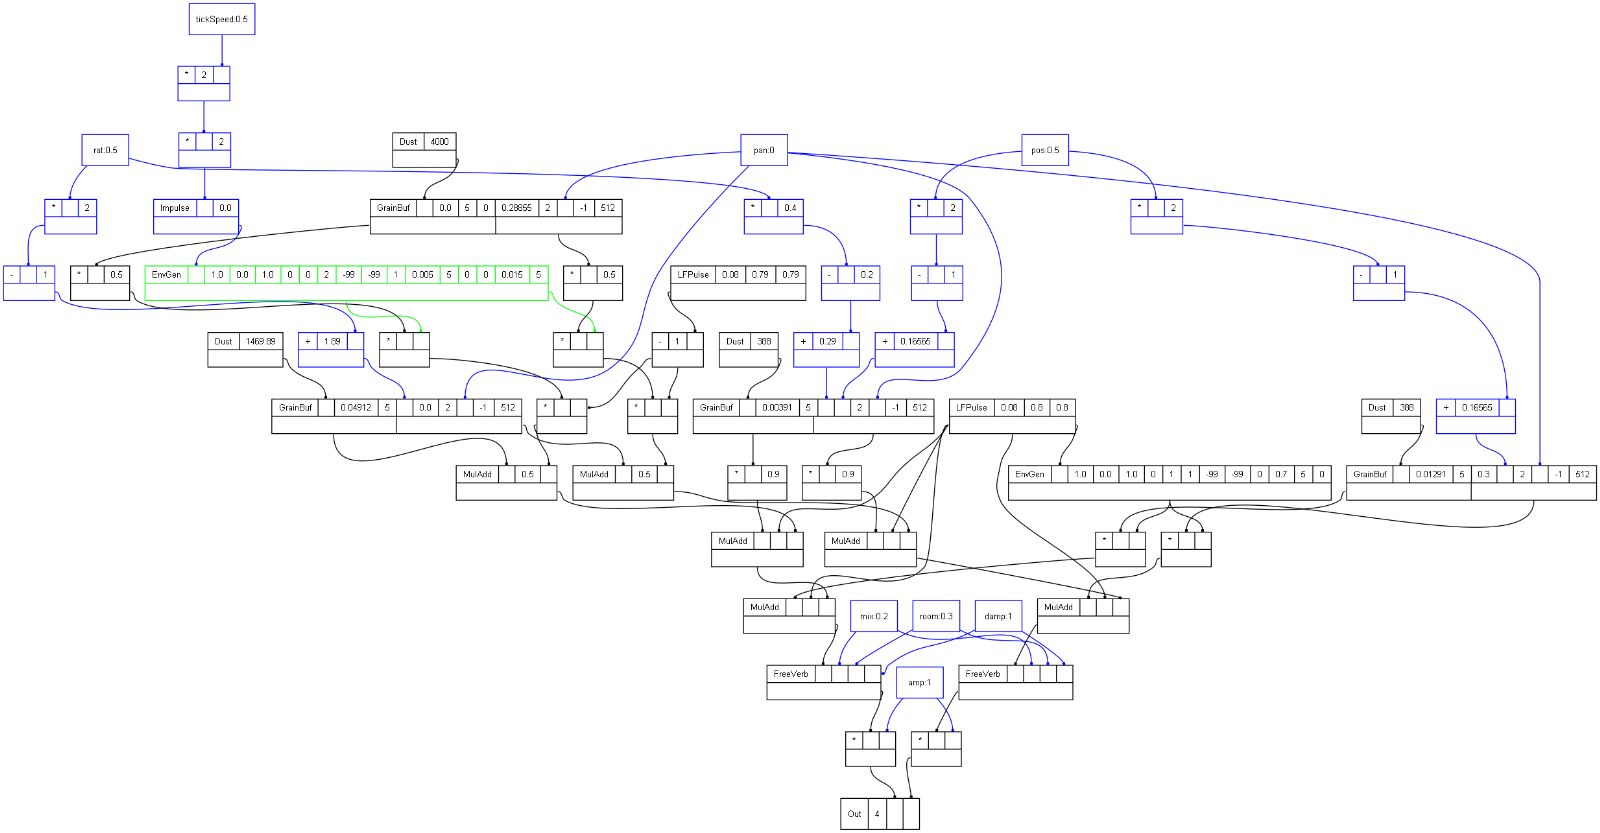 tickSpeed:0.5
* 2
rat:0.5
* 2
Dust 4000
pan:0
pos:0.5
* 2
Impulse 0.0
GrainBuf 0.0 5 0 0.28855 2 -1 512
* 0.4
* 2
* 2
- 1
* 0.5
EnvGen 1.0 0.0 1.0 0 0 2 -99 -99 1 0.005 5 0 0 0.015 5
* 0.5
LFPulse 0.08 0.79 0.79
- 0.2
- 1
- 1
Dust 1469.89
+ 1.89
*
*
- 1
Dust 388
+ 0.29
+ 0.16565
GrainBuf 0.04912 5 0.0 2 -1 512
*
*
GrainBuf 0.00391 5 2 -1 512
LFPulse 0.08 0.8 0.8
Dust 388
+ 0.16565
MulAdd 0.5
MulAdd 0.5
* 0.9
* 0.9
EnvGen 1.0 0.0 1.0 0 1 1 -99 -99 0 0.7 5 0
GrainBuf 0.01291 5 0.3 2 -1 512
MulAdd
MulAdd
*
*
MulAdd
mix:0.2
room:0.3
damp:1
MulAdd
FreeVerb
amp:1
FreeVerb
*
*
Out 4